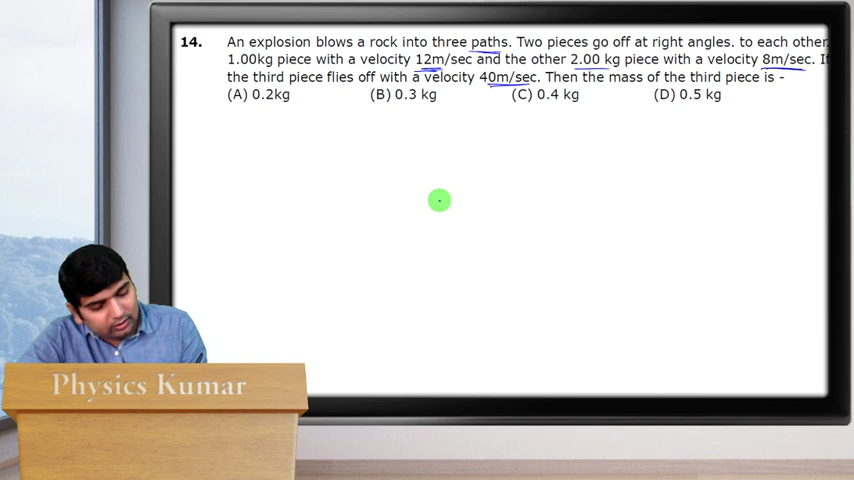 14. An explosion blows a rock into three paths. Two pieces go off at right angles. to each other.
1.00kg piece with a velocity 12m/sec and the other 2.00 kg piece with a velocity 8m/sec. If
the third piece flies off with a velocity 40m/sec. Then the mass of the third piece is -
(A) 0.2kg (B) 0.3 kg (C) 0.4 kg (D) 0.5 kg
Physics Kumar